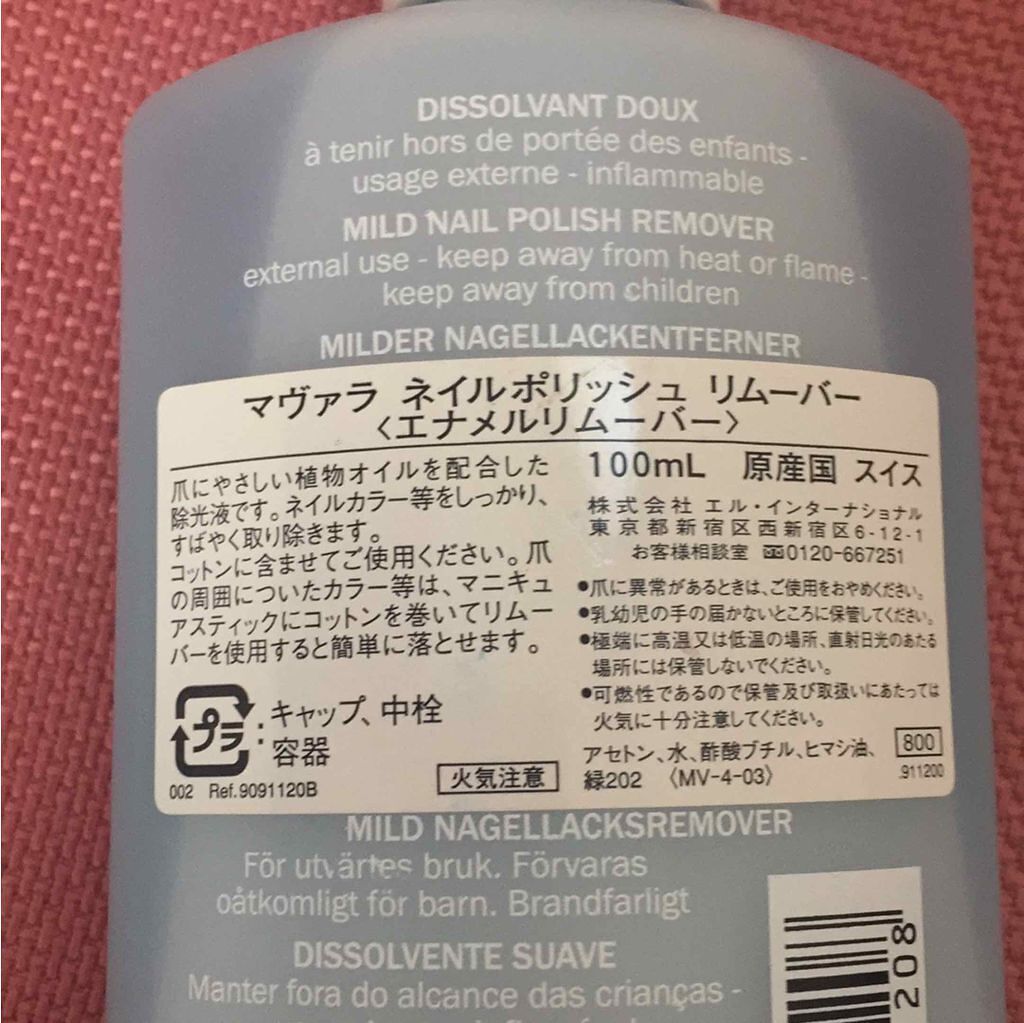 DISSOLVANT DOUX
à tenir hors de portée des enfants -
usage externe - inflammable
MILD NAIL POLISH REMOVER
external use - keep away from heat or flame -
keep away from children
MILDER NAGELLACKENTFERNER
マヴァラ ネイルポリッシュ リムーバー
〈エナメルリムーバー〉
爪にやさしい植物オイルを配合した
除光液です。ネイルカラー等をしっかり、
すばやく取り除きます。
コットンに含ませてご使用ください。爪
の周囲についたカラー等は、マニキュ
アスティックにコットンを巻いてリムー
バーを使用すると簡単に落とせます。
プラ:キャップ、中栓
:容器
002 Ref.9091120B
火気注意
100mL 原産国 スイス
株式会社 エル・インターナショナル
東京都新宿区西新宿区6-12-1
お客様相談室 0120-667251
●爪に異常があるときは、ご使用をおやめください。
●乳幼児の手の届かないところに保管してください。
●極端に高温又は低温の場所、直射日光のあたる
場所には保管しないでください。
●可燃性であるので保管及び取扱いにあたっては
火気に十分注意してください。
アセトン、水、酢酸ブチル、ヒマシ油、
緑202 〈MV-4-03〉
800
.911200
MILD NAGELLACKSREMOVER
För utvärtes bruk. Förvaras
oåtkomligt för barn. Brandfarligt
DISSOLVENTE SUAVE
Manter fora do alcance das crianças -
208